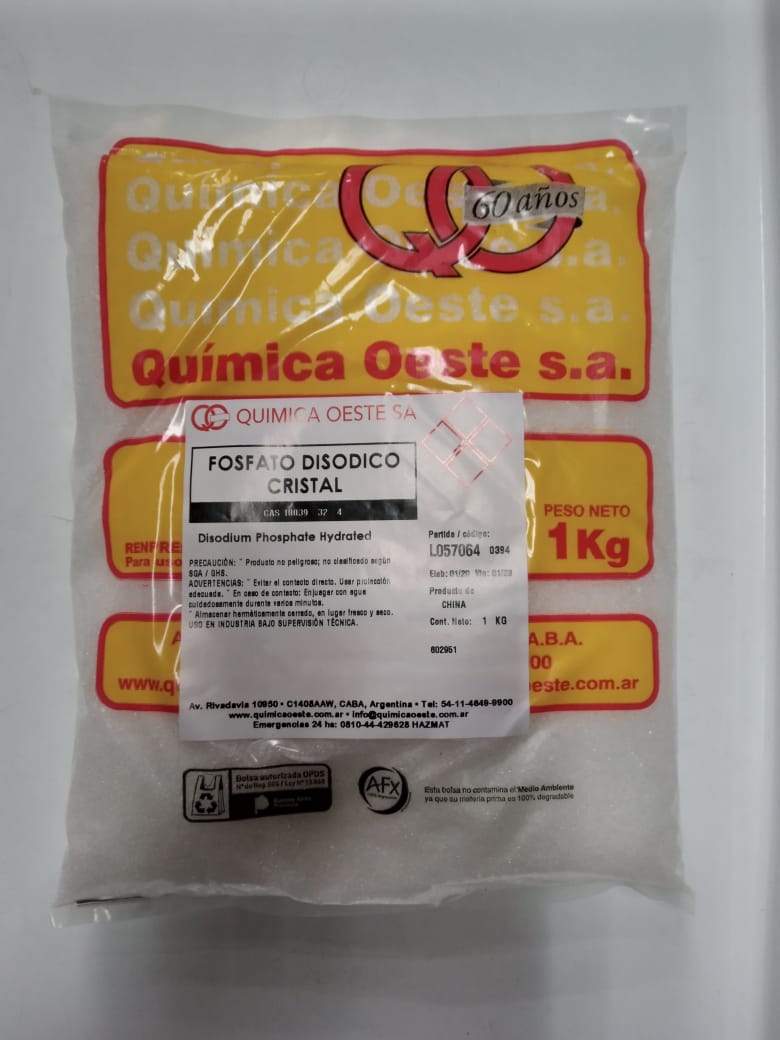 Química Oeste s.a.
60 años
Química s.a.
Química Oeste s.a.
Química Oeste s.a.
QUIMICA OESTE SA
FOSFATO DISODICO
CRISTAL
CAS 10039 32 4
Disodium Phosphate Hydrated
PRECAUCIÓN: ¨ Producto no peligroso; no clasificado según
SGA / GHS.
ADVERTENCIAS: ¨ Evitar el contacto directo. Usar protección
adecuada. ¨ En caso de contacto: Enjuagar con agua
cuidadosamente durante varios minutos.
¨ Almacenar herméticamente cerrado, en lugar fresco y seco.
USO EN INDUSTRIA BAJO SUPERVISIÓN TÉCNICA.
Partida / código:
L057064 0394
Elab: 01/20 Vto: 01/23
Producto de
CHINA
Cont. Neto: 1 KG
602951
PESO NETO
1Kg
RENPRE
Para uso
A.B.A.
00
www.q oeste.com.ar
Av. Rivadavia 10950 • C1408AAW, CABA, Argentina • Tel: 54-11-4649-9900
www.quimicaoeste.com.ar • info@quimicaoeste.com.ar
Emergencias 24 hs: 0810-44-429628 HAZMAT
Bolsa autorizada OPDS
Buenos Aires
Provincia
AFX
Esta bolsa no contamina el Medio Ambiente
ya que su materia prima es 100% degradable